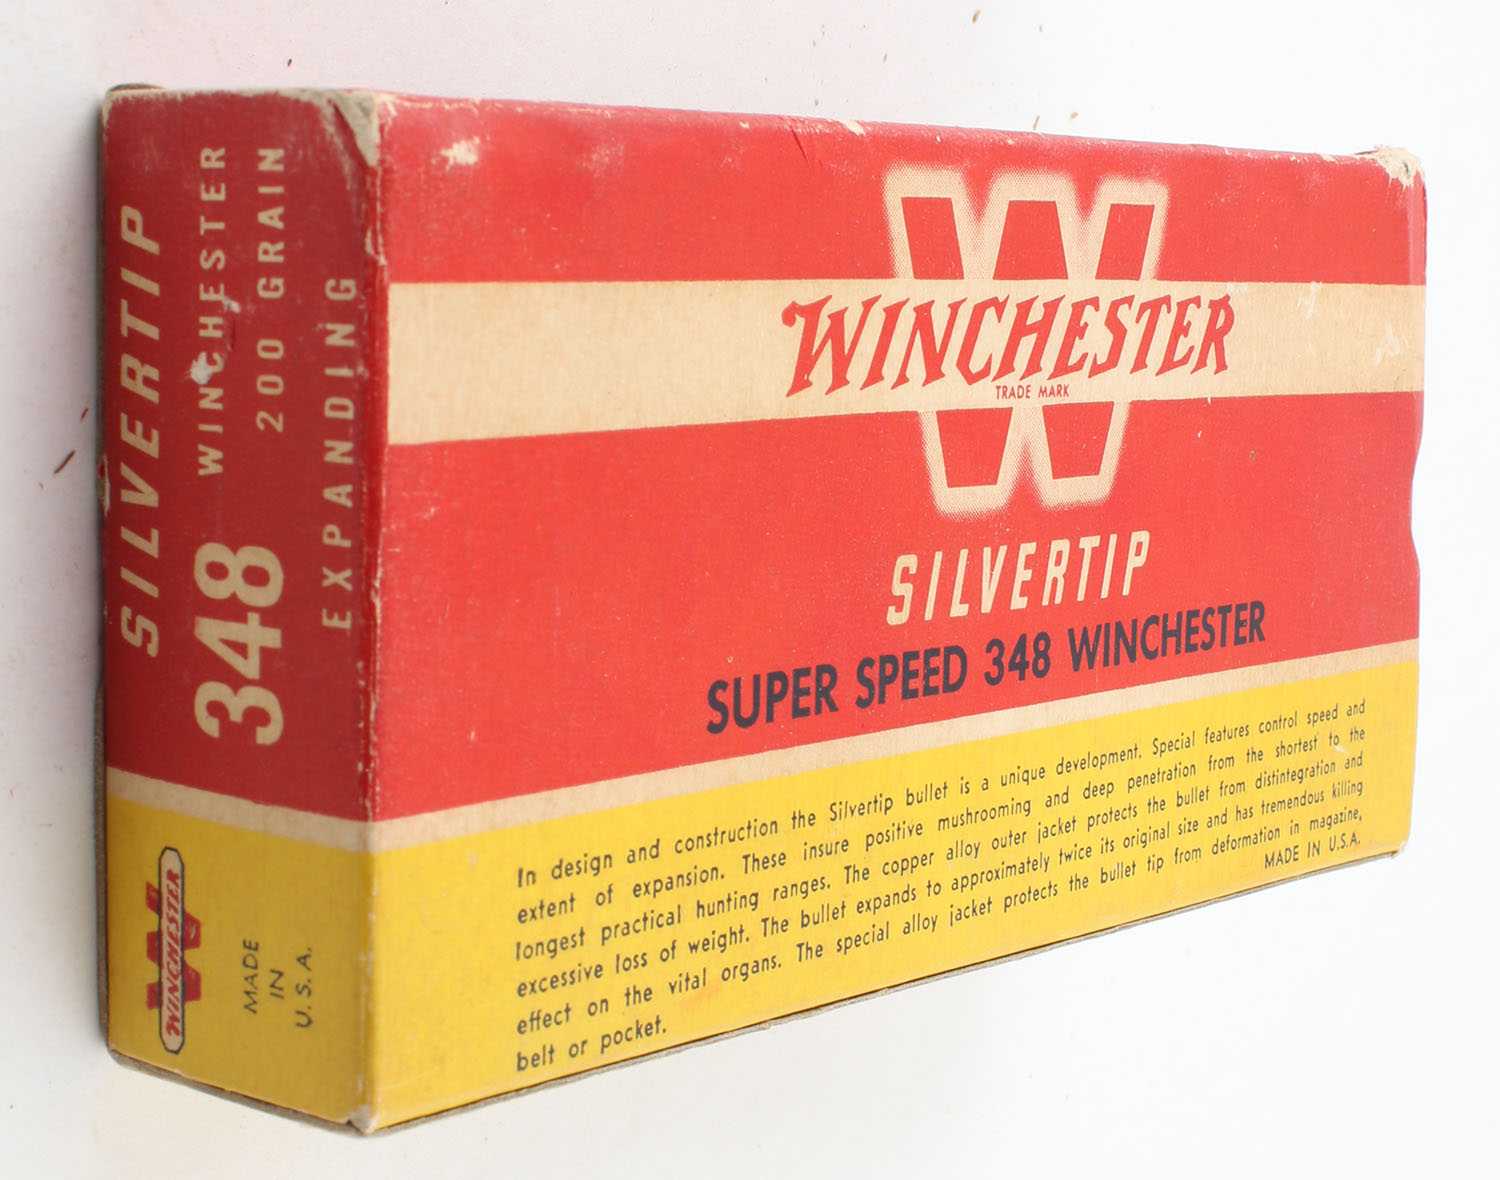 SILVERTIP
348 WINCHESTER
200 GRAIN
EXPANDING
W
WINCHESTER
MADE
IN
U.S.A.
W
WINCHESTER
TRADE MARK
SILVERTIP
SUPER SPEED 348 WINCHESTER
In design and construction the Silvertip bullet is a unique development. Special features control speed and
extent of expansion. These insure positive mushrooming and deep penetration from the shortest to the
longest practical hunting ranges. The copper alloy outer jacket protects the bullet from distintegration and
excessive loss of weight. The bullet expands to approximately twice its original size and has tremendous killing
effect on the vital organs. The special alloy jacket protects the bullet tip from deformation in magazine,
belt or pocket.
MADE IN U.S.A.